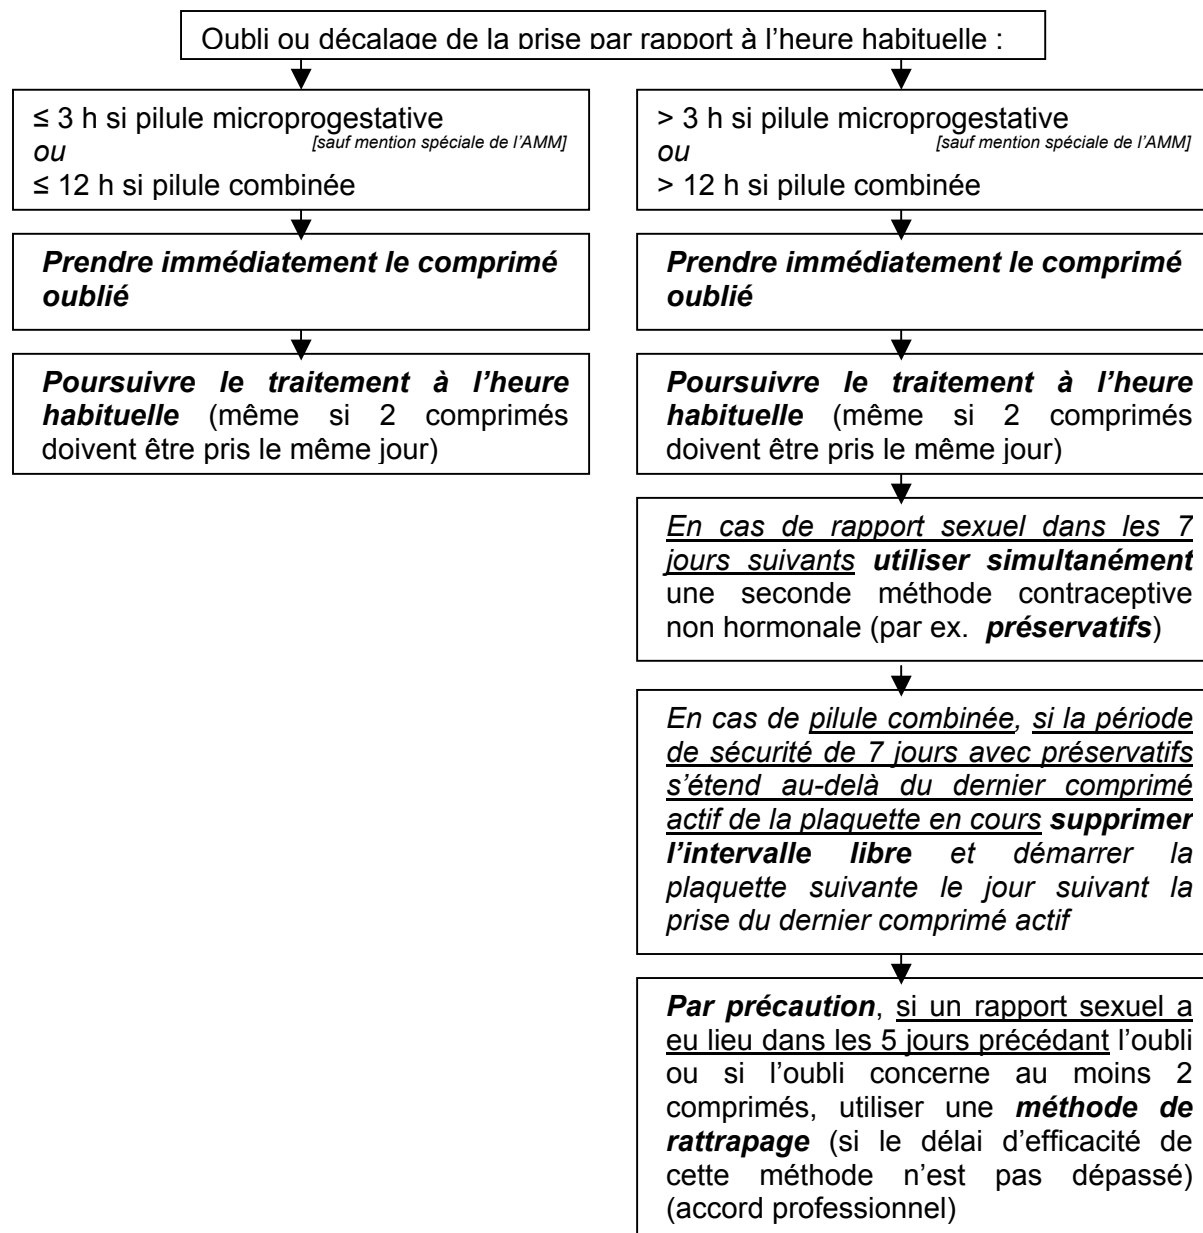 Oubli ou décalage de la prise par rapport à l'heure habituelle :
≤ 3 h si pilule microprogestative
[sauf mention spéciale de l'AMM]
ou
≤ 12 h si pilule combinée
Prendre immédiatement le comprimé
oublié
Poursuivre le traitement à l'heure
habituelle (même si 2 comprimés
doivent être pris le même jour)
> 3 h si pilule microprogestative
[sauf mention spéciale de l'AMM]
ou
> 12 h si pilule combinée
Prendre immédiatement le comprimé
oublié
Poursuivre le traitement à l'heure
habituelle (même si 2 comprimés
doivent être pris le même jour)
En cas de rapport sexuel dans les 7
jours suivants utiliser simultanément
une seconde méthode contraceptive
non hormonale (par ex. préservatifs)
En cas de pilule combinée, si la période
de sécurité de 7 jours avec préservatifs
s'étend au-delà du dernier comprimé
actif de la plaquette en cours supprimer
l'intervalle libre et démarrer la
plaquette suivante le jour suivant la
prise du dernier comprimé actif
Par précaution, si un rapport sexuel a
eu lieu dans les 5 jours précédant l'oubli
ou si l'oubli concerne au moins 2
comprimés, utiliser une méthode de
rattrapage (si le délai d'efficacité de
cette méthode n'est pas dépassé)
(accord professionnel)